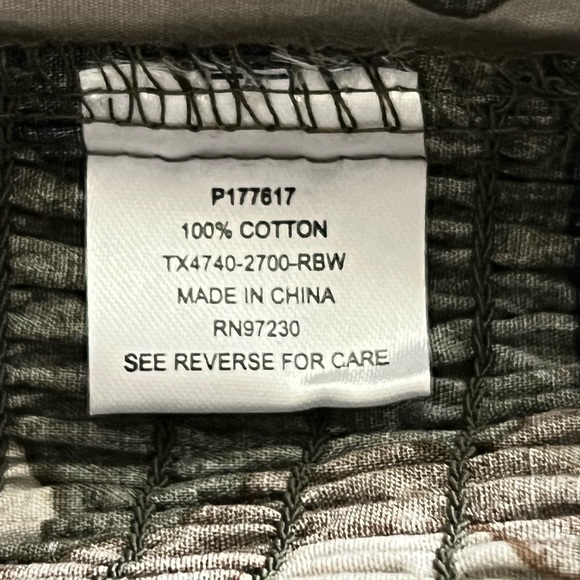 P177617
100% COTTON
TX4740-2700-RBW
MADE IN CHINA
RN97230
SEE REVERSE FOR CARE